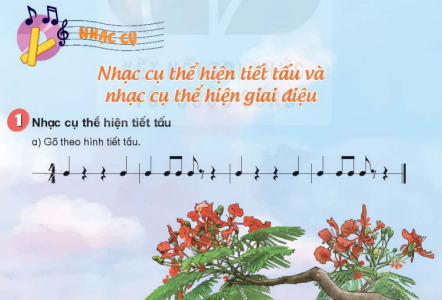 NHẠC CỤ
Nhạc cụ thể hiện tiết tấu và
nhạc cụ thể hiện giai điệu
1 Nhạc cụ thể hiện tiết tấu
a) Gõ theo hình tiết tấu.
4
4